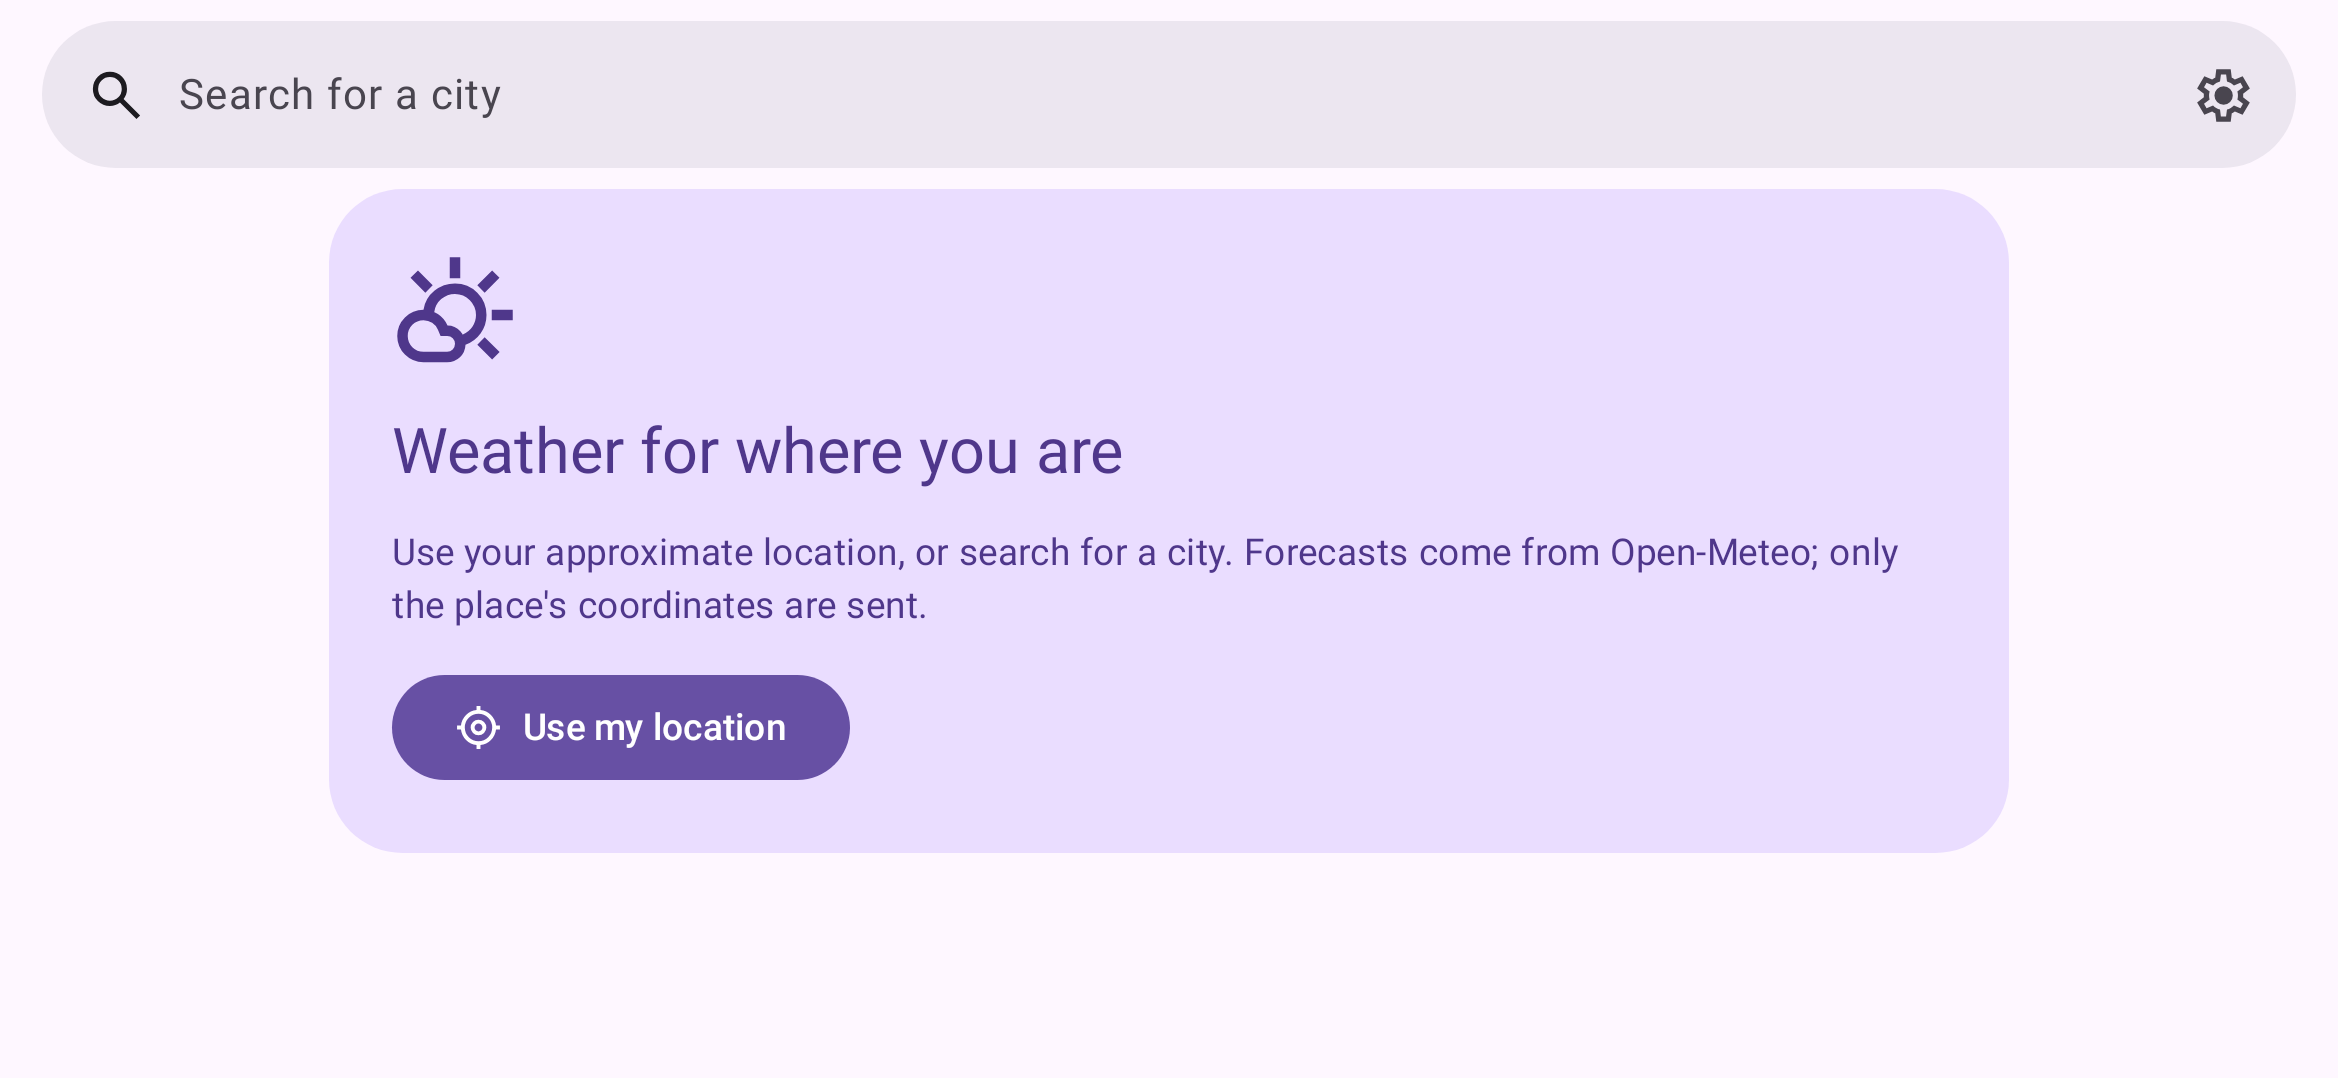 Search for a city
Weather for where you are
Use your approximate location, or search for a city. Forecasts come from Open-Meteo; only
the place's coordinates are sent.
Use my location